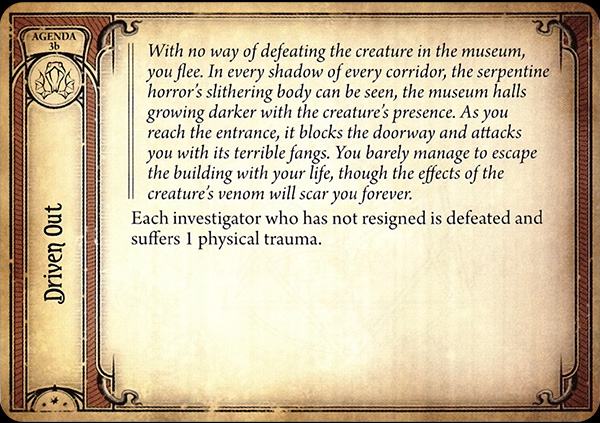 AGENDA
3b
Driven Out
With no way of defeating the creature in the museum,
you flee. In every shadow of every corridor, the serpentine
horror's slithering body can be seen, the museum halls
growing darker with the creature's presence. As you
reach the entrance, it blocks the doorway and attacks
you with its terrible fangs. You barely manage to escape
the building with your life, though the effects of the
creature's venom will scar you forever.
Each investigator who has not resigned is defeated and
suffers 1 physical trauma.